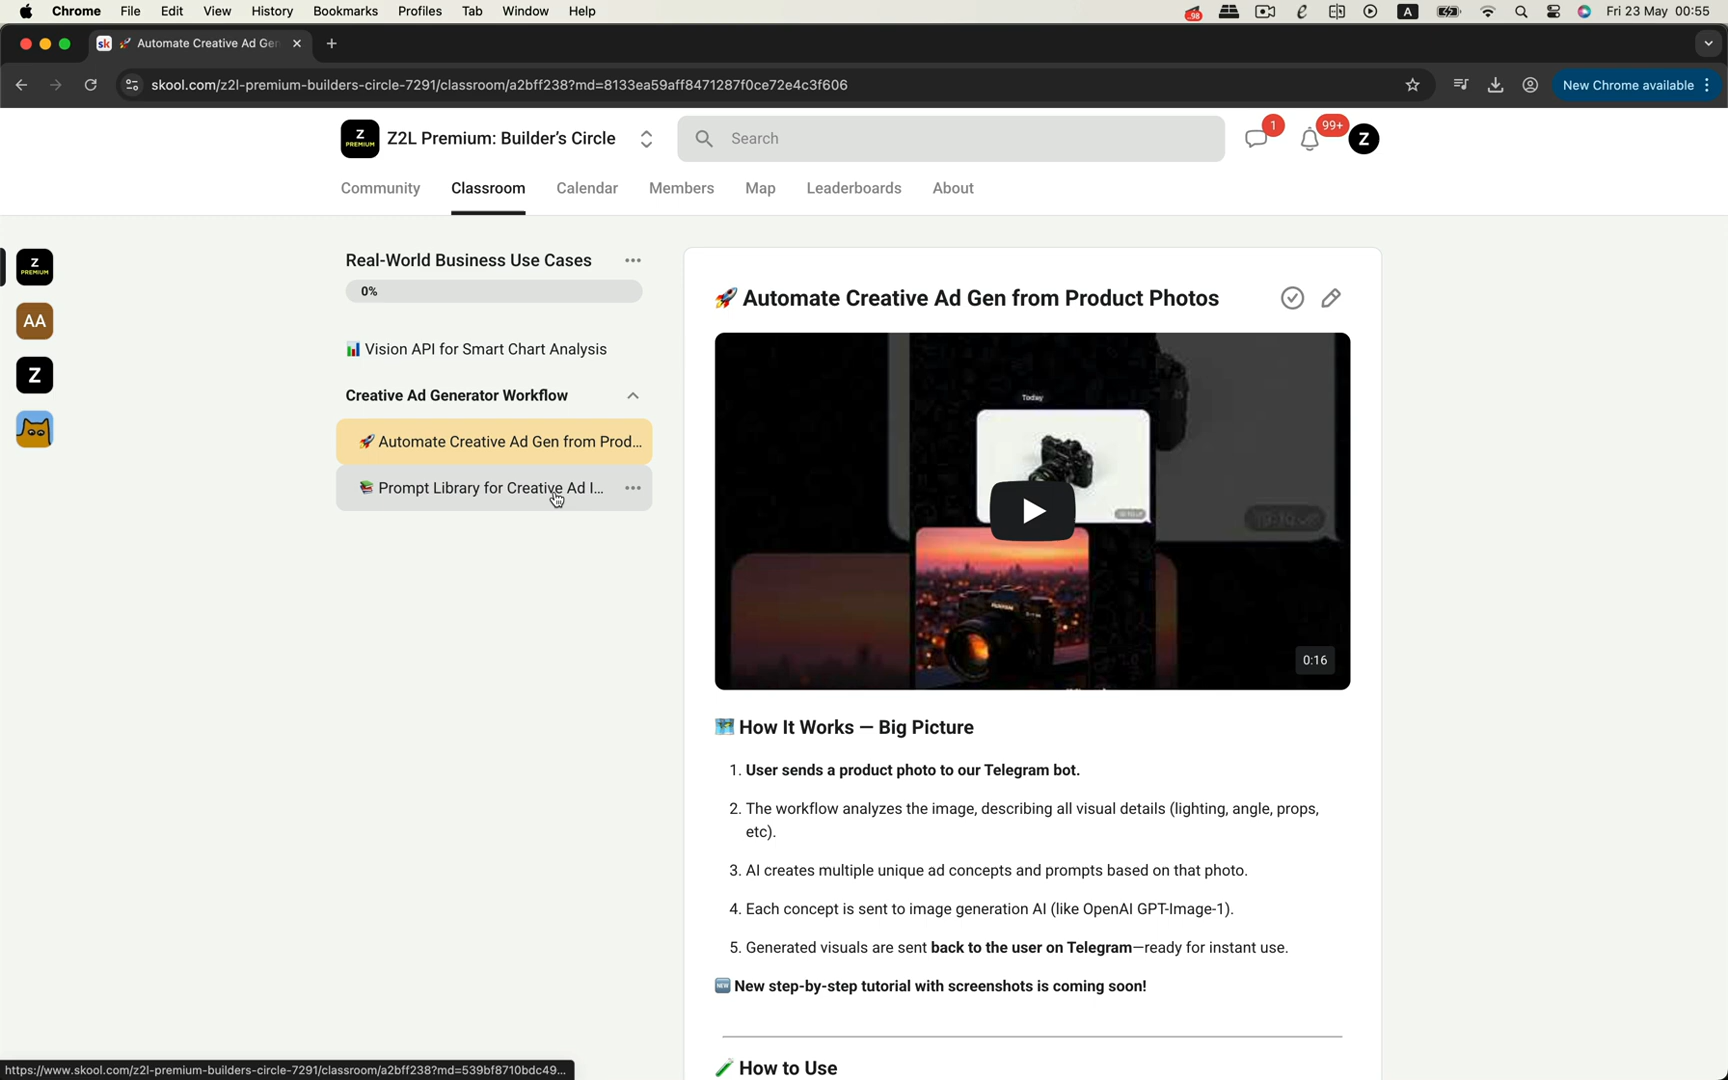 Chrome File Edit View History Bookmarks Profiles Tab Window Help
98 A Fri 23 May 00:55
sk 🚀 Automate Creative Ad Ger
skool.com/z2l-premium-builders-circle-7291/classroom/a2bff238?md=8133ea59aff8471287f0ce72e4c3f606
New Chrome available
Z PREMIUM Z2L Premium: Builder's Circle
Search
1 99+ Z
Community Classroom Calendar Members Map Leaderboards About
Z PREMIUM
AA
Z
Real-World Business Use Cases
0%
📊 Vision API for Smart Chart Analysis
Creative Ad Generator Workflow
🚀 Automate Creative Ad Gen from Prod...
📚 Prompt Library for Creative Ad I...
🚀 Automate Creative Ad Gen from Product Photos
Today
0:16
🗺️ How It Works — Big Picture
1. User sends a product photo to our Telegram bot.
2. The workflow analyzes the image, describing all visual details (lighting, angle, props,
etc).
3. AI creates multiple unique ad concepts and prompts based on that photo.
4. Each concept is sent to image generation AI (like OpenAI GPT-Image-1).
5. Generated visuals are sent back to the user on Telegram—ready for instant use.
🆕 New step-by-step tutorial with screenshots is coming soon!
🧪 How to Use
https://www.skool.com/z2l-premium-builders-circle-7291/classroom/a2bff238?md=539bf8710bdc49...